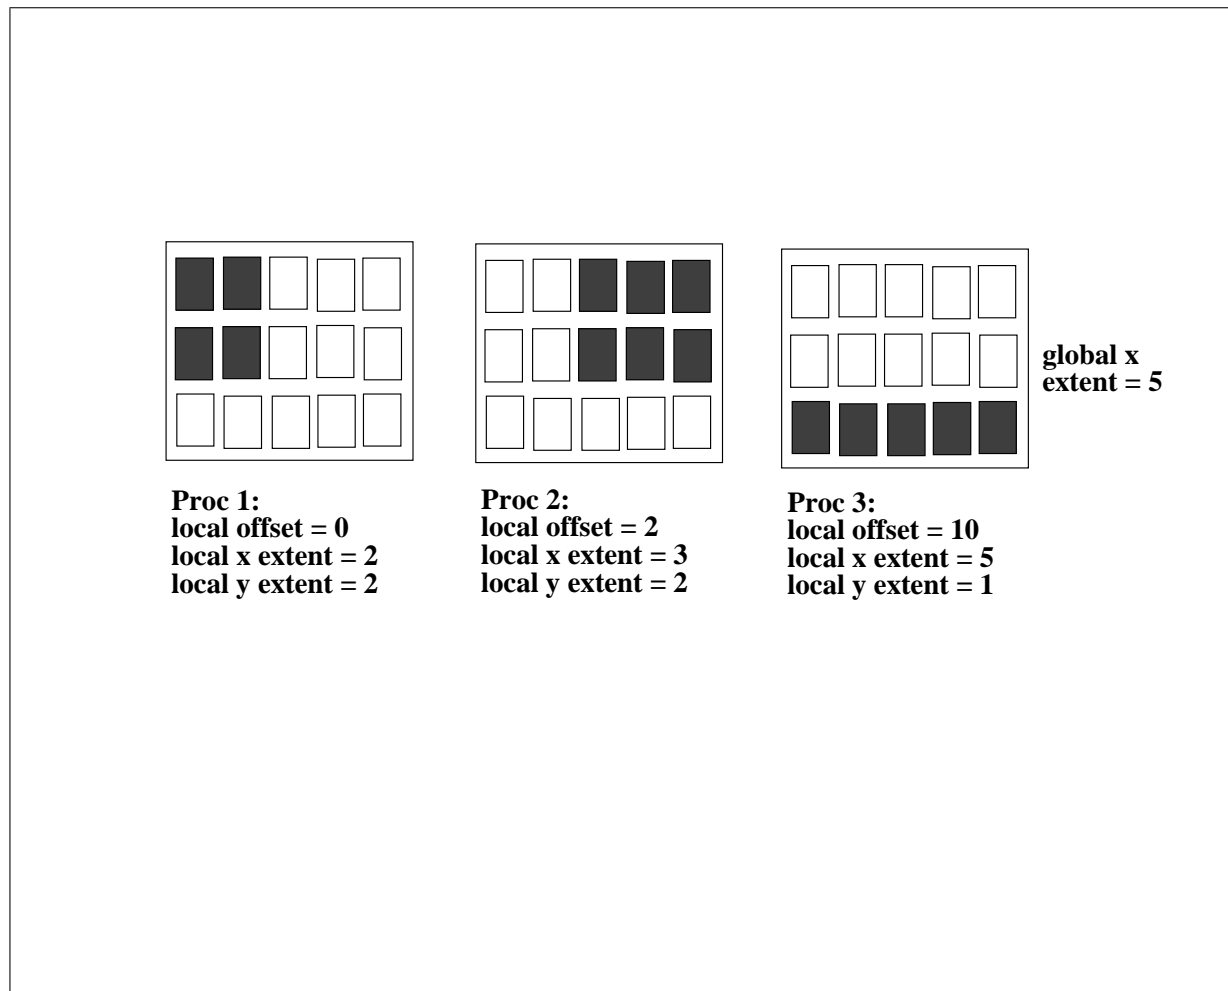 global x
extent = 5
Proc 1:
local offset = 0
local x extent = 2
local y extent = 2
Proc 2:
local offset = 2
local x extent = 3
local y extent = 2
Proc 3:
local offset = 10
local x extent = 5
local y extent = 1